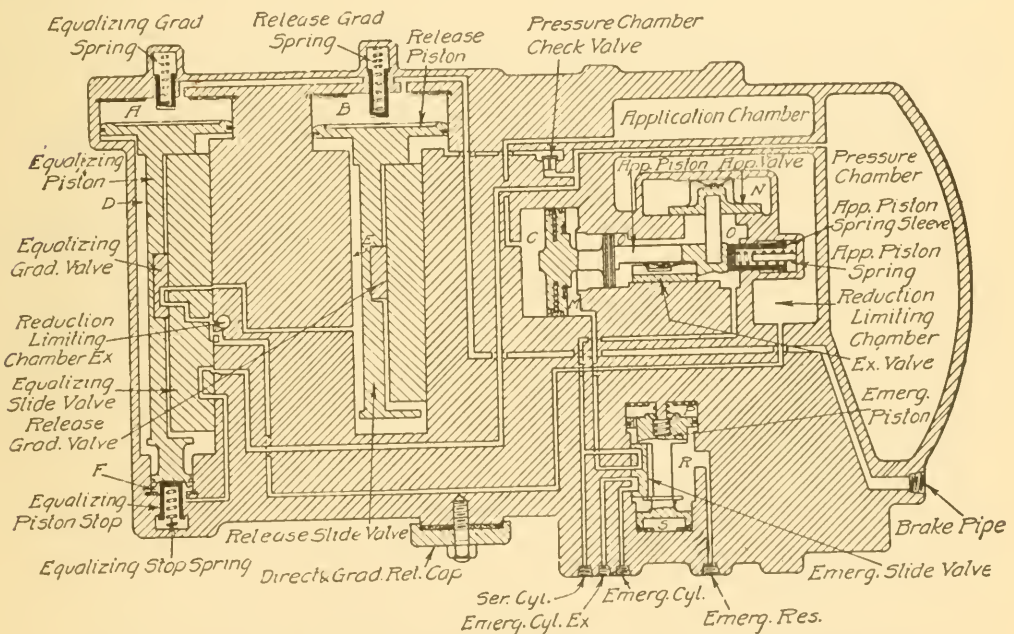 Equalizing Grad
Spring
Release Grad
Spring
Release
Piston
Pressure Chamber
Check Valve
A
B
Application Chamber
App. Piston
App. Valve
Pressure
Chamber
Equalizing
Piston
D
N
O
C
E
App. Piston
Spring Sleeve
App. Piston
Spring
Equalizing
Grad. Valve
M
Reduction
Limiting
Chamber Ex
Reduction
Limiting
Chamber
Ex. Valve
Equalizing
Slide Valve
Release
Grad. Valve
Emerg.
Piston
P
R
S
F
Equalizing
Piston Stop
Equalizing Stop Spring
Release Slide Valve
Direct & Grad. Rel. Cap
Brake Pipe
Emerg. Slide Valve
Ser. Cyl.
Emerg. Cyl. Ex
Emerg. Cyl.
Emerg. Res.